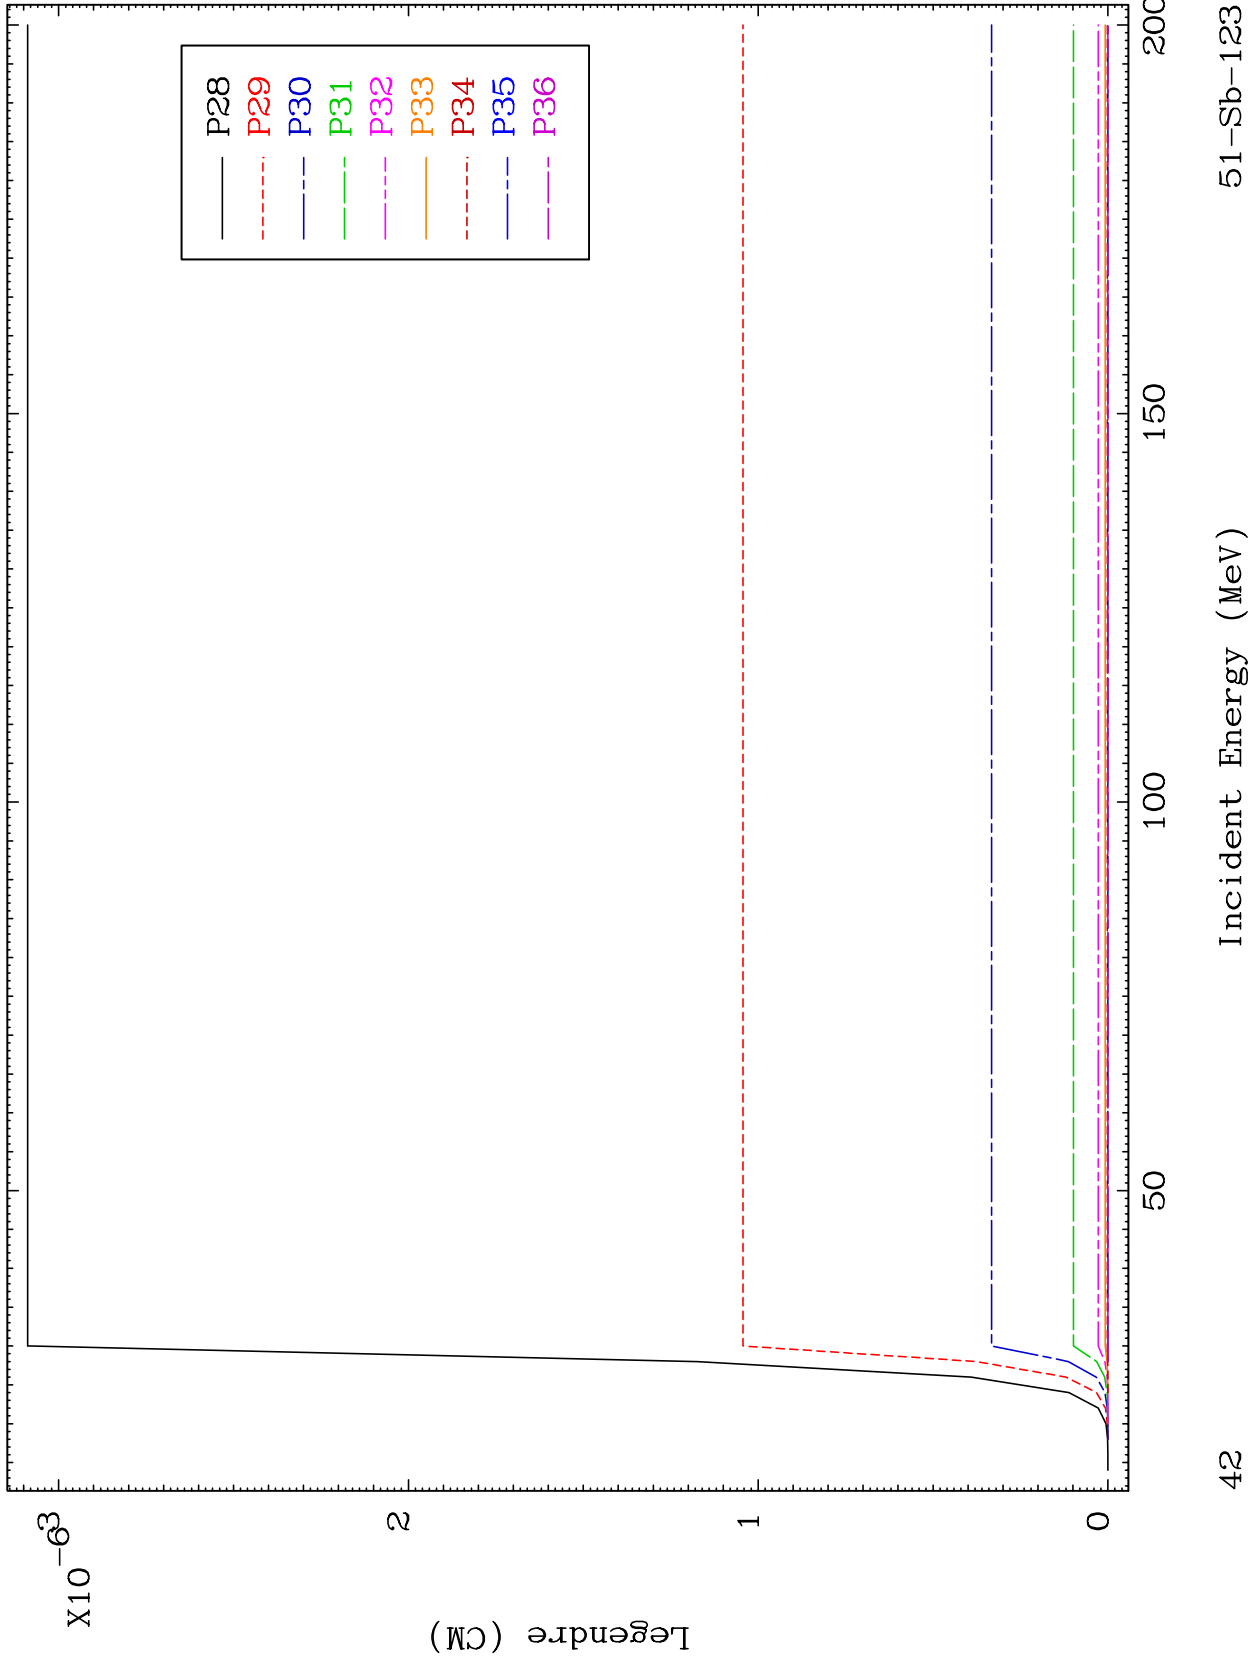 X10
-6
3
2
1
0
Legendre (CM)
P28
P29
P30
P31
P32
P33
P34
P35
P36
50
100
150
200
Incident Energy (MeV)
42
51-Sb-123